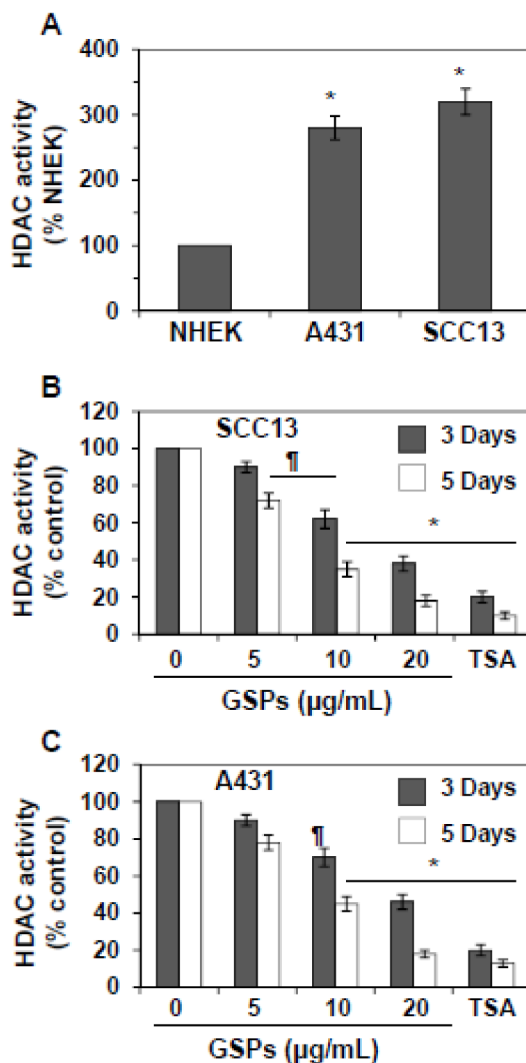 A
400
300
200
100
0
HDAC activity
(% NHEK)
*
*
NHEK A431 SCC13
B
120
100
80
60
40
20
0
HDAC activity
(% control)
SCC13
3 Days
5 Days
¶
*
0 5 10 20 TSA
GSPs (µg/mL)
C
120
100
80
60
40
20
0
HDAC activity
(% control)
A431
3 Days
5 Days
¶
*
0 5 10 20 TSA
GSPs (µg/mL)